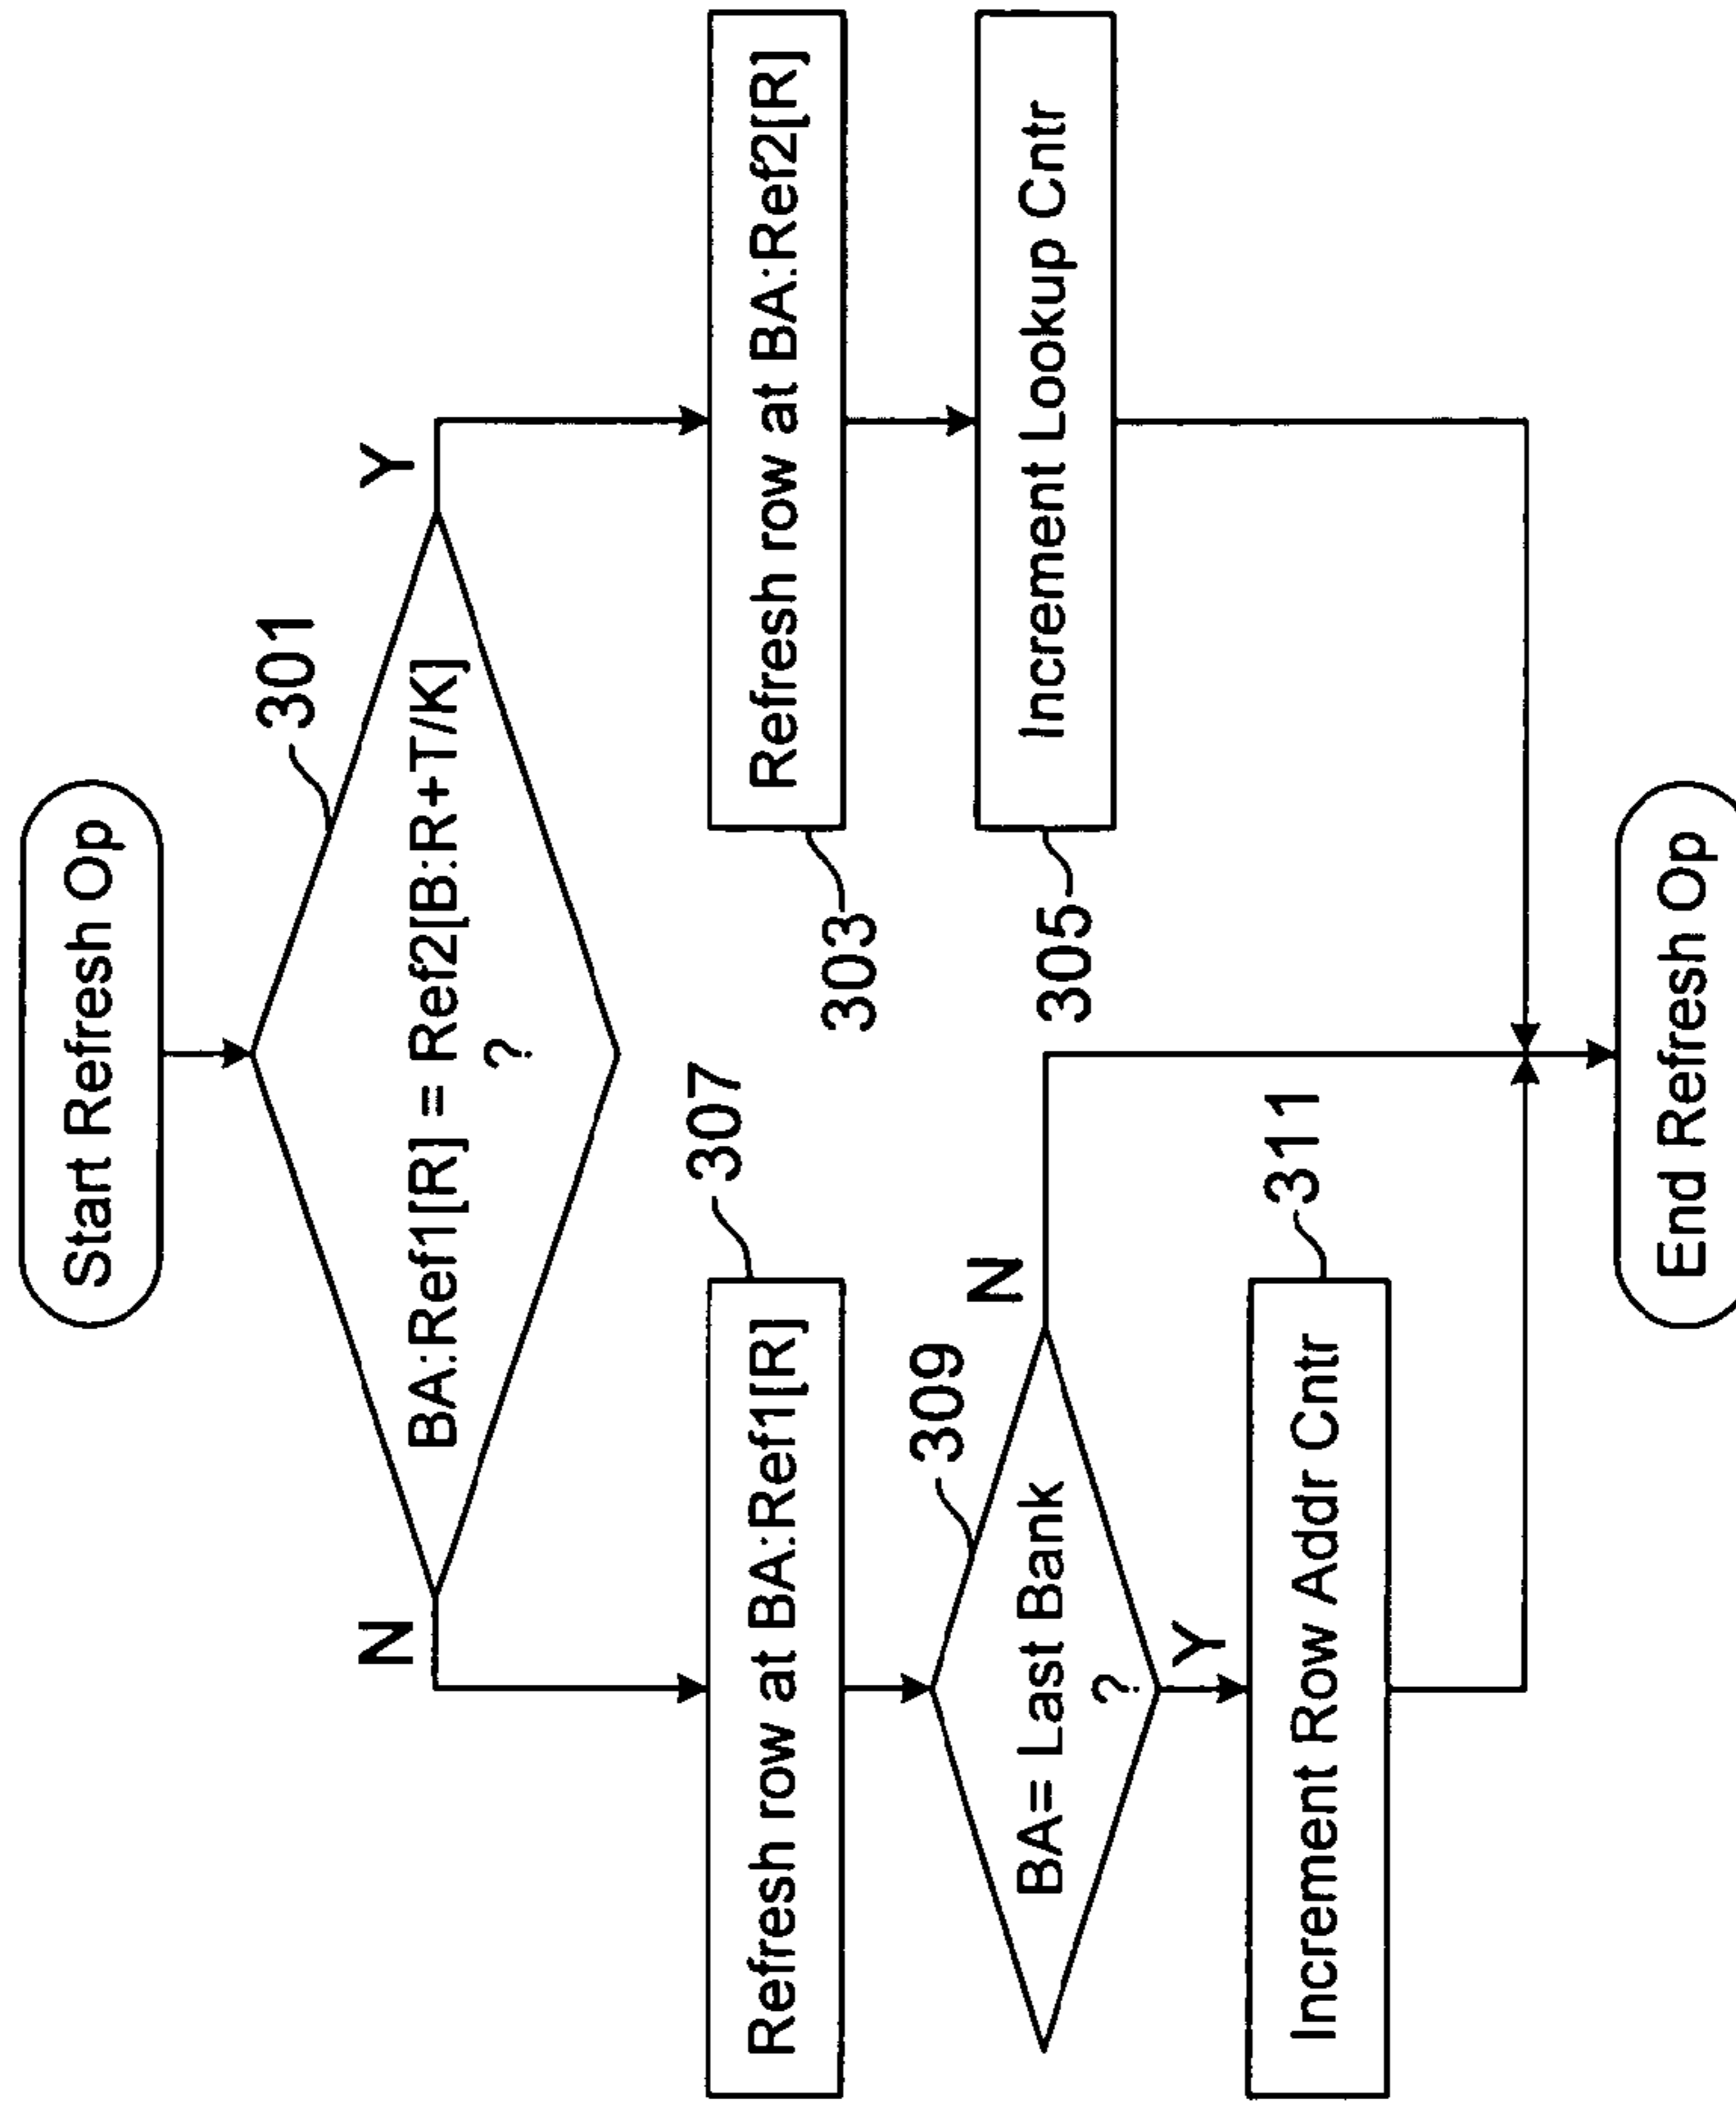 Start Refresh Op
301
BA:Ref1[R] = Ref2[B:R+T/K]
?
N
Y
307
Refresh row at BA:Ref1[R]
303
Refresh row at BA:Ref2[R]
309
BA= Last Bank
?
N
Y
305
Increment Lookup Cntr
311
Increment Row Addr Cntr
End Refresh Op